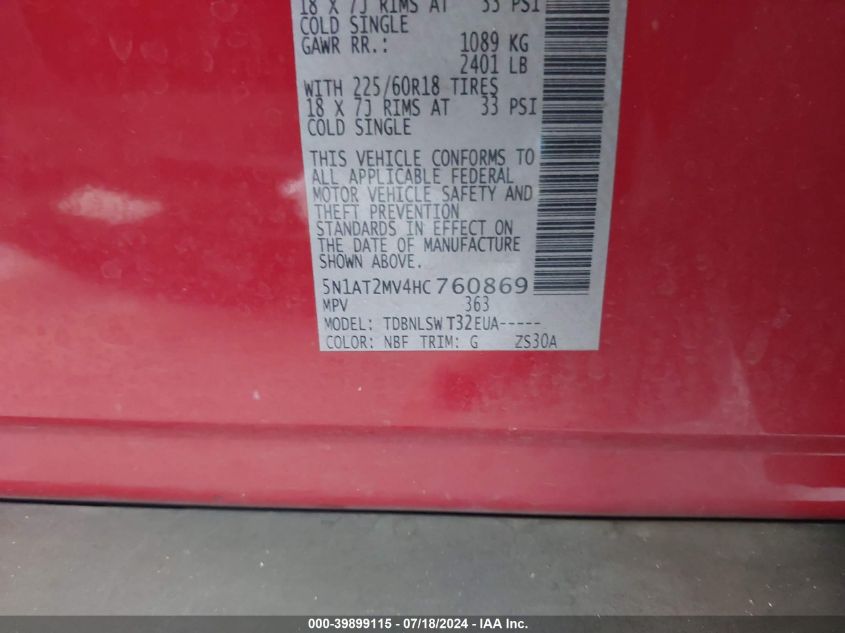 18 X 7J RIMS AT 33 PSI
COLD SINGLE
GAWR RR.: 1089 KG
2401 LB
WITH 225/60R18 TIRES
18 X 7J RIMS AT 33 PSI
COLD SINGLE
THIS VEHICLE CONFORMS TO
ALL APPLICABLE FEDERAL
MOTOR VEHICLE SAFETY AND
THEFT PREVENTION
STANDARDS IN EFFECT ON
THE DATE OF MANUFACTURE
SHOWN ABOVE.
5N1AT2MV4HC760869
MPV 363
MODEL: TDBNLSW T32EUA-----
COLOR: NBF TRIM: G ZS30A
000-39899115 - 07/18/2024 - IAA Inc.